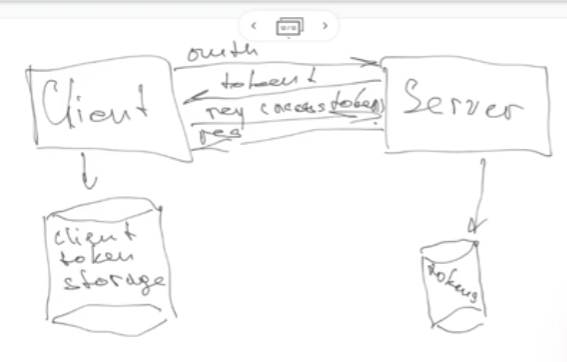 auth
token
Client
Server
req (access token)
res
client
token
storage
tokens